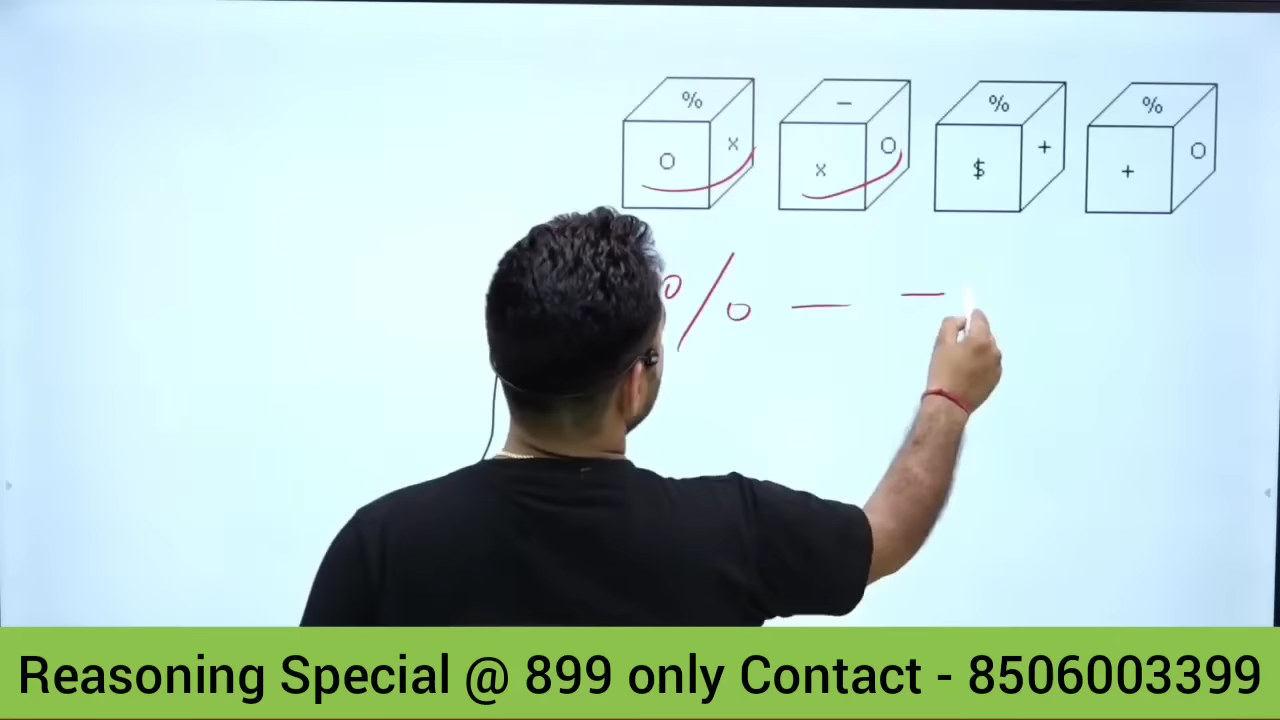 % - % %
O x x O $ + + O
% — —
Reasoning Special @ 899 only Contact - 8506003399